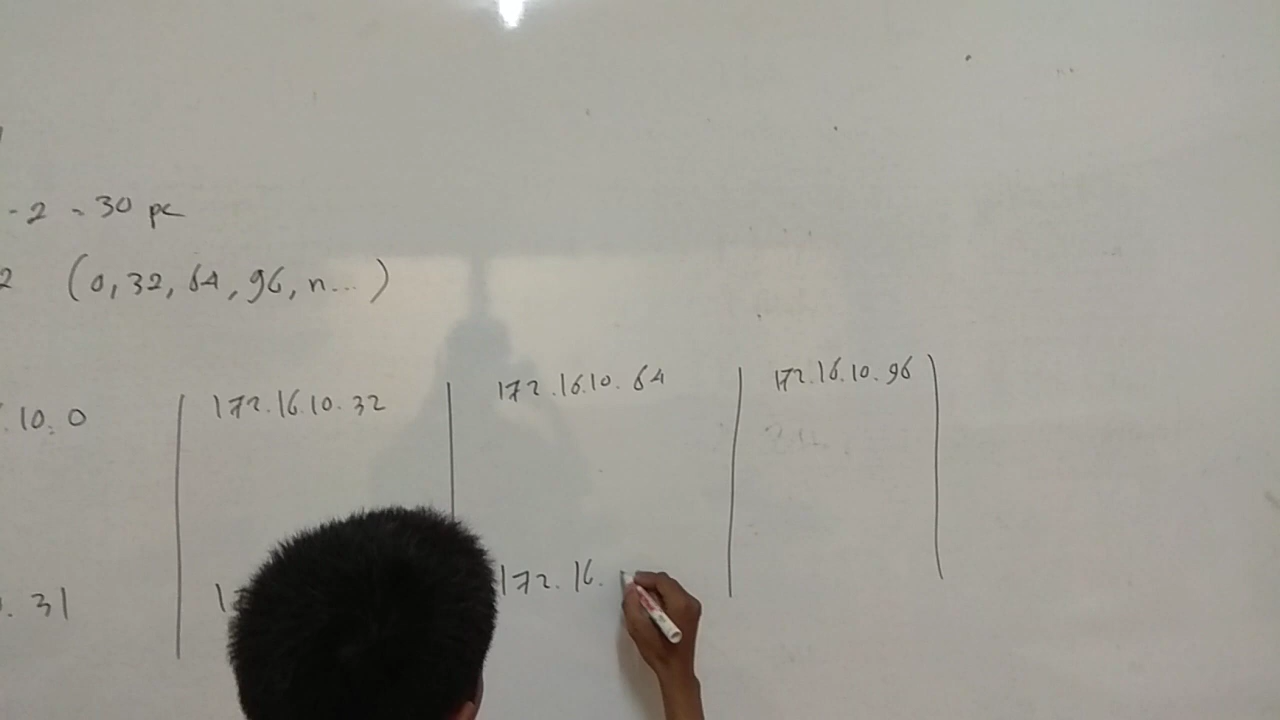 - 2 = 30 pc
2 (0, 32, 64, 96, n... )
.10.0 172.16.10.32 172.16.10.64 172.16.10.96
. 31 1 172.16.